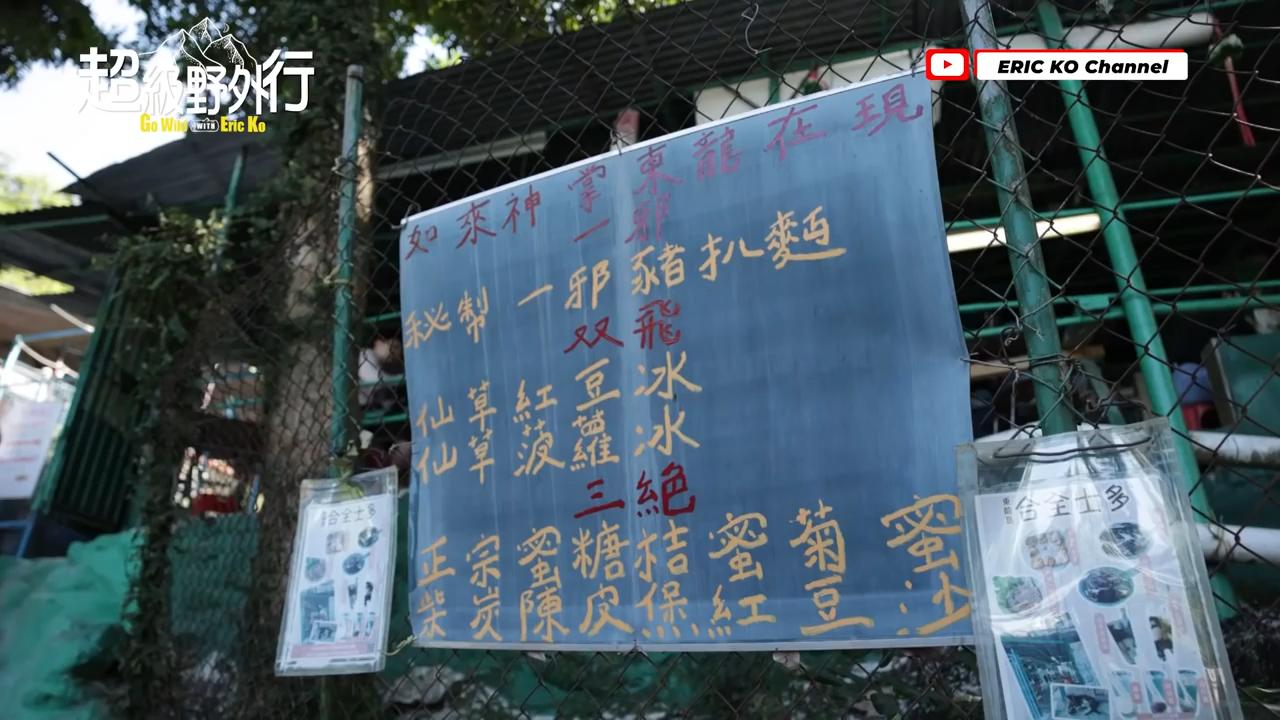 超級野外行
Go Wild WITH Eric Ko
ERIC KO Channel
如來神掌東龍在現
一邪
秘製一邪豬扒麵
双飛
仙草紅豆冰
仙草菠蘿冰
三絕
正宗蜜糖桔蜜菊蜜
柴炭陳皮保紅豆沙
合全士多
合全士多